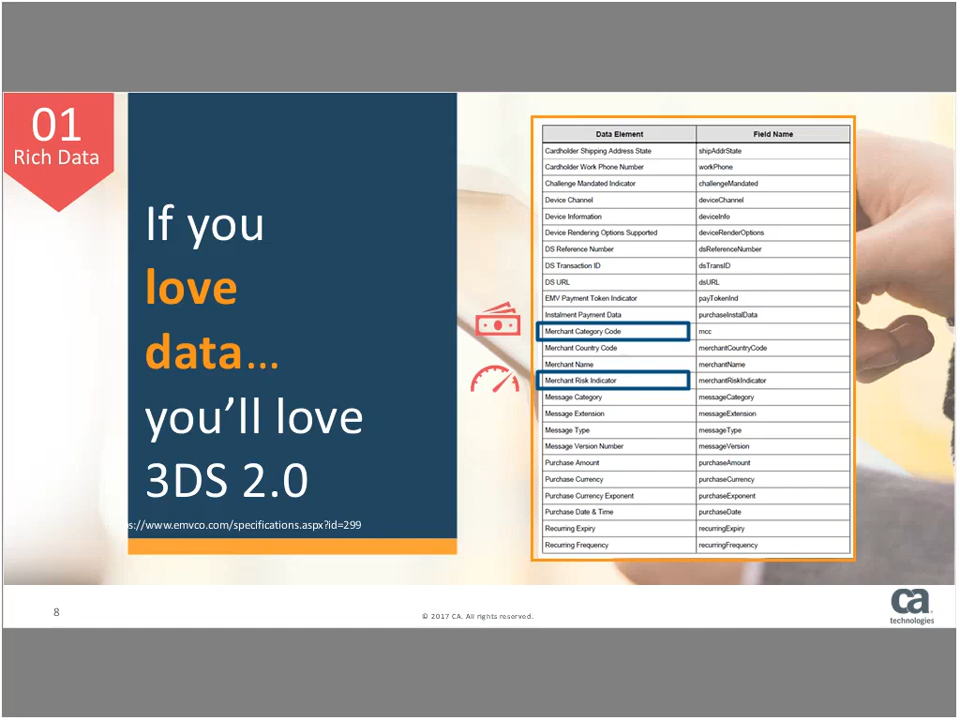 01
Rich Data
If you
love
data...
you'll love
3DS 2.0
s://www.emvco.com/specifications.aspx?id=299
Data Element Field Name
Cardholder Shipping Address State shipAddrState
Cardholder Work Phone Number workPhone
Challenge Mandated Indicator challengeMandated
Device Channel deviceChannel
Device Information deviceInfo
Device Rendering Options Supported deviceRenderOptions
DS Reference Number dsReferenceNumber
DS Transaction ID dsTransID
DS URL dsURL
EMV Payment Token Indicator payTokenInd
Instalment Payment Data purchaseInstalData
Merchant Category Code mcc
Merchant Country Code merchantCountryCode
Merchant Name merchantName
Merchant Risk Indicator merchantRiskIndicator
Message Category messageCategory
Message Extension messageExtension
Message Type messageType
Message Version Number messageVersion
Purchase Amount purchaseAmount
Purchase Currency purchaseCurrency
Purchase Currency Exponent purchaseExponent
Purchase Date & Time purchaseDate
Recurring Expiry recurringExpiry
Recurring Frequency recurringFrequency
8
© 2017 CA. All rights reserved.
ca
technologies